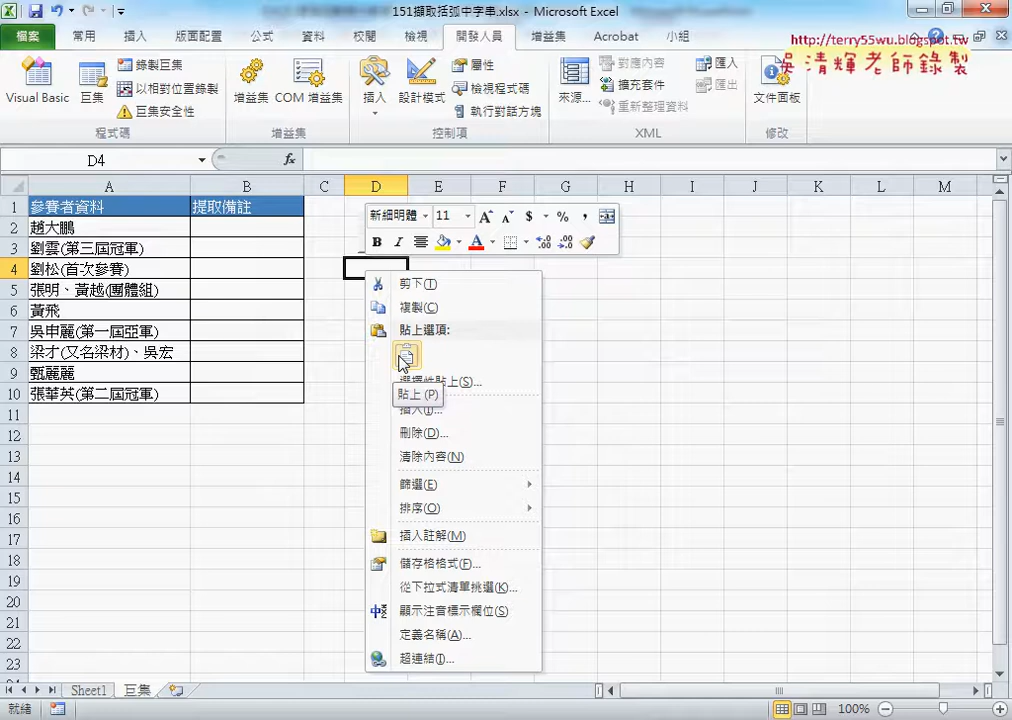 151擷取括弧中字串.xlsx - Microsoft Excel
檔案 常用 插入 版面配置 公式 資料 校閱 檢視 開發人員 增益集 Acrobat 小組
http://terry55wu.blogspot.tw
吳清輝老師錄製
Visual Basic 巨集 錄製巨集 以相對位置錄製 巨集安全性
增益集 COM 增益集
插入 設計模式 屬性 檢視程式碼 執行對話方塊
來源... 對應內容 擴充套件 重新整理資料 匯入 匯出
文件面板
程式碼 增益集 控制項 XML 修改
D4 fx
A B C D E F G H I J K L M
1 參賽者資料 提取備註
2 趙大鵬
3 劉雲(第三屆冠軍)
4 劉松(首次參賽)
5 張明、黃越(團體組)
6 黃飛
7 吳申麗(第一屆亞軍)
8 梁才(又名梁材)、吳宏
9 甄麗麗
10 張華英(第二屆冠軍)
11
12
13
14
15
16
17
18
19
20
21
22
23
新細明體 11 A A $ % ,
B I A
剪下(T)
複製(C)
貼上選項:
選擇性貼上(S)...
貼上 (P)
插入(I)...
刪除(D)...
清除內容(N)
篩選(E)
排序(O)
插入註解(M)
儲存格格式(F)...
從下拉式清單挑選(K)...
顯示注音標示欄位(S)
定義名稱(A)...
超連結(I)...
Sheet1 巨集
就緒 100%